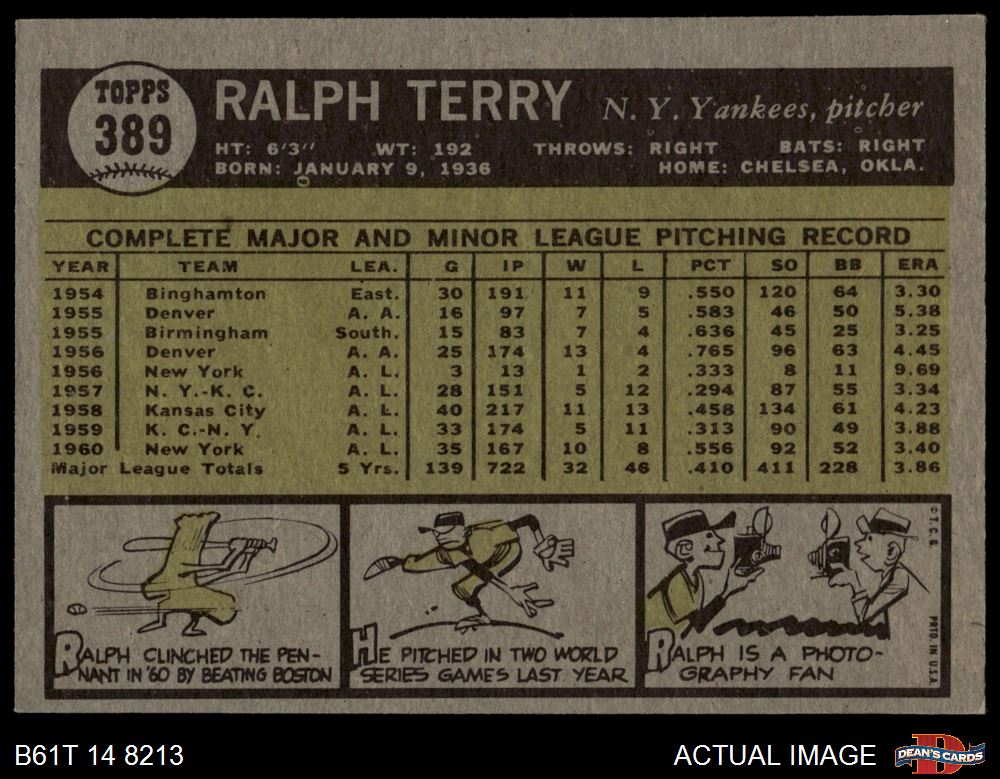 TOPPS
389
RALPH TERRY N. Y. Yankees, pitcher
HT: 6'3" WT: 192 THROWS: RIGHT BATS: RIGHT
BORN: JANUARY 9, 1936 HOME: CHELSEA, OKLA.
COMPLETE MAJOR AND MINOR LEAGUE PITCHING RECORD
YEAR TEAM LEA. G IP W L PCT SO BB ERA
1954 Binghamton East. 30 191 11 9 .550 120 64 3.30
1955 Denver A. A. 16 97 7 5 .583 46 50 5.38
1955 Birmingham South. 15 83 7 4 .636 45 25 3.25
1956 Denver A. A. 25 174 13 4 .765 96 63 4.45
1956 New York A. L. 3 13 1 2 .333 8 11 9.69
1957 N. Y.-K. C. A. L. 28 151 5 12 .294 87 55 3.34
1958 Kansas City A. L. 40 217 11 13 .458 134 61 4.23
1959 K. C.-N. Y. A. L. 33 174 5 11 .313 90 49 3.88
1960 New York A. L. 35 167 10 8 .556 92 52 3.40
Major League Totals 5 Yrs. 139 722 32 46 .410 411 228 3.86
RALPH CLINCHED THE PEN-
NANT IN '60 BY BEATING BOSTON
HE PITCHED IN TWO WORLD
SERIES GAMES LAST YEAR
RALPH IS A PHOTO-
GRAPHY FAN
© T. C. G.
PRTD. IN U.S.A.
B61T 14 8213
ACTUAL IMAGE
DEAN'S CARDS